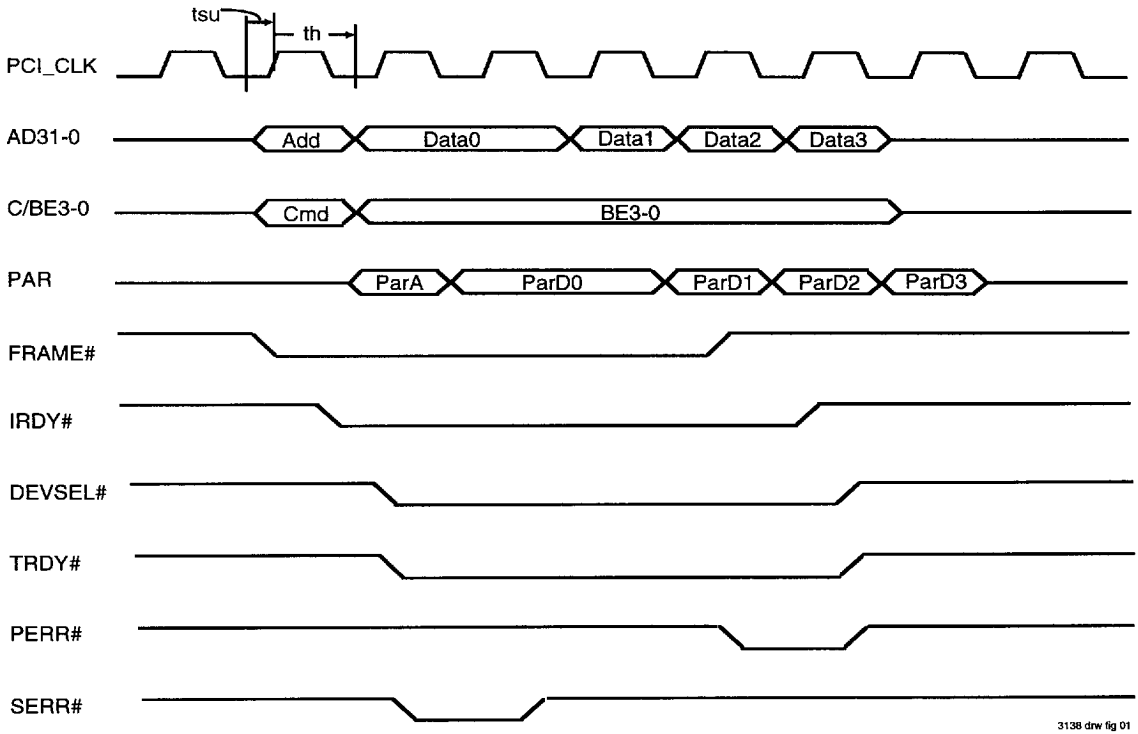 tsu
th
PCI_CLK
AD31-0
Add
Data0
Data1
Data2
Data3
C/BE3-0
Cmd
BE3-0
PAR
ParA
ParD0
ParD1
ParD2
ParD3
FRAME#
IRDY#
DEVSEL#
TRDY#
PERR#
SERR#
3138 drw fig 01